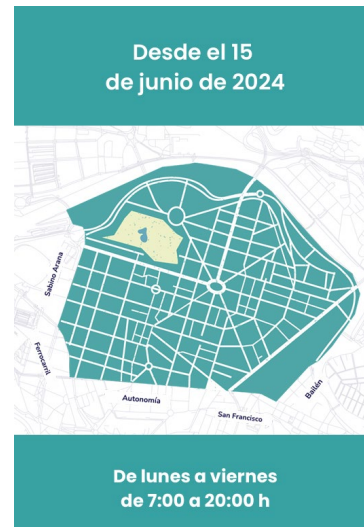 Desde el 15
de junio de 2024
Sabino Arana
Ferrocarril
Autonomía
San Francisco
Bailén
De lunes a viernes
de 7:00 a 20:00 h